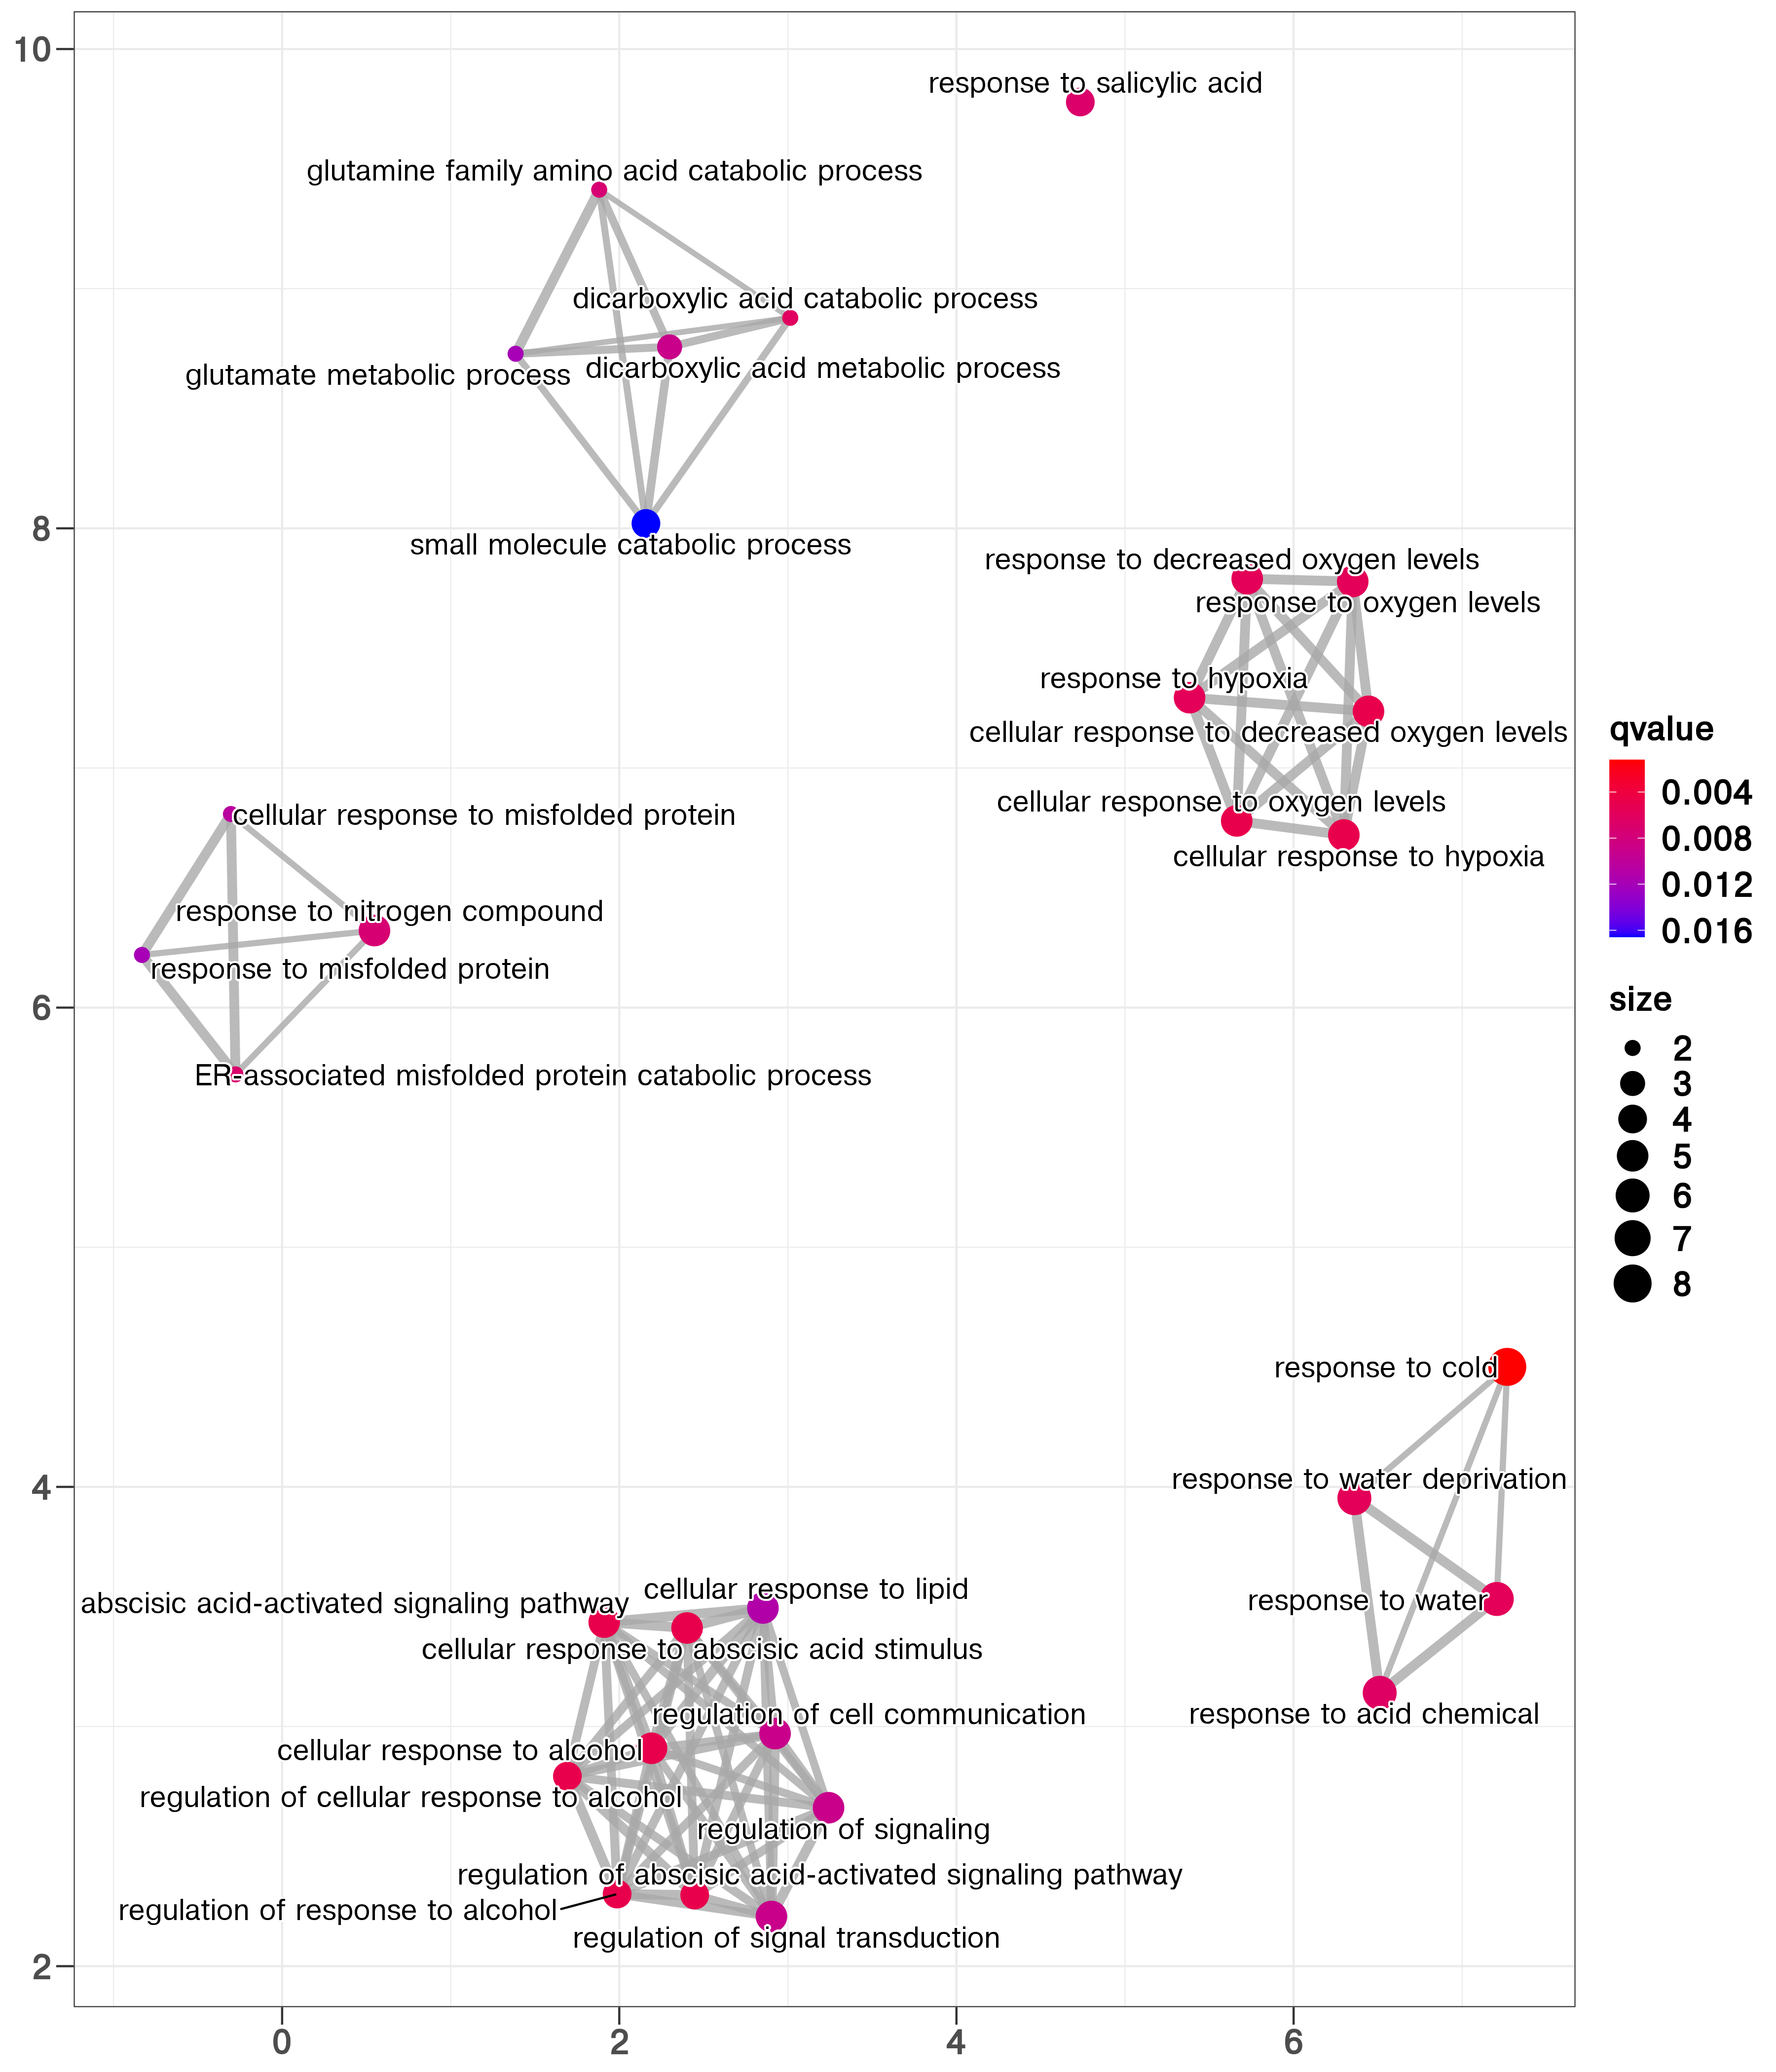 10
response to salicylic acid
glutamine family amino acid catabolic process
dicarboxylic acid catabolic process
dicarboxylic acid metabolic process
glutamate metabolic process
8
small molecule catabolic process
response to decreased oxygen levels
response to oxygen levels
response to hypoxia
cellular response to decreased oxygen levels
cellular response to oxygen levels
cellular response to misfolded protein
cellular response to hypoxia
response to nitrogen compound
response to misfolded protein
6
ER-associated misfolded protein catabolic process
response to cold
4
response to water deprivation
cellular response to lipid
abscisic acid-activated signaling pathway
response to water
cellular response to abscisic acid stimulus
regulation of cell communication
response to acid chemical
cellular response to alcohol
regulation of cellular response to alcohol
regulation of signaling
regulation of abscisic acid-activated signaling pathway
regulation of response to alcohol
regulation of signal transduction
2
0 2 4 6
qvalue
0.004
0.008
0.012
0.016
size
2
3
4
5
6
7
8